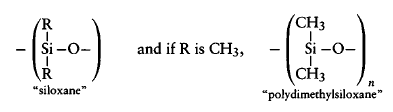 R
CH₃
–(Si–O–) and if R is CH₃, –(Si–O–)
R
CH₃
n
"siloxane" "polydimethylsiloxane"